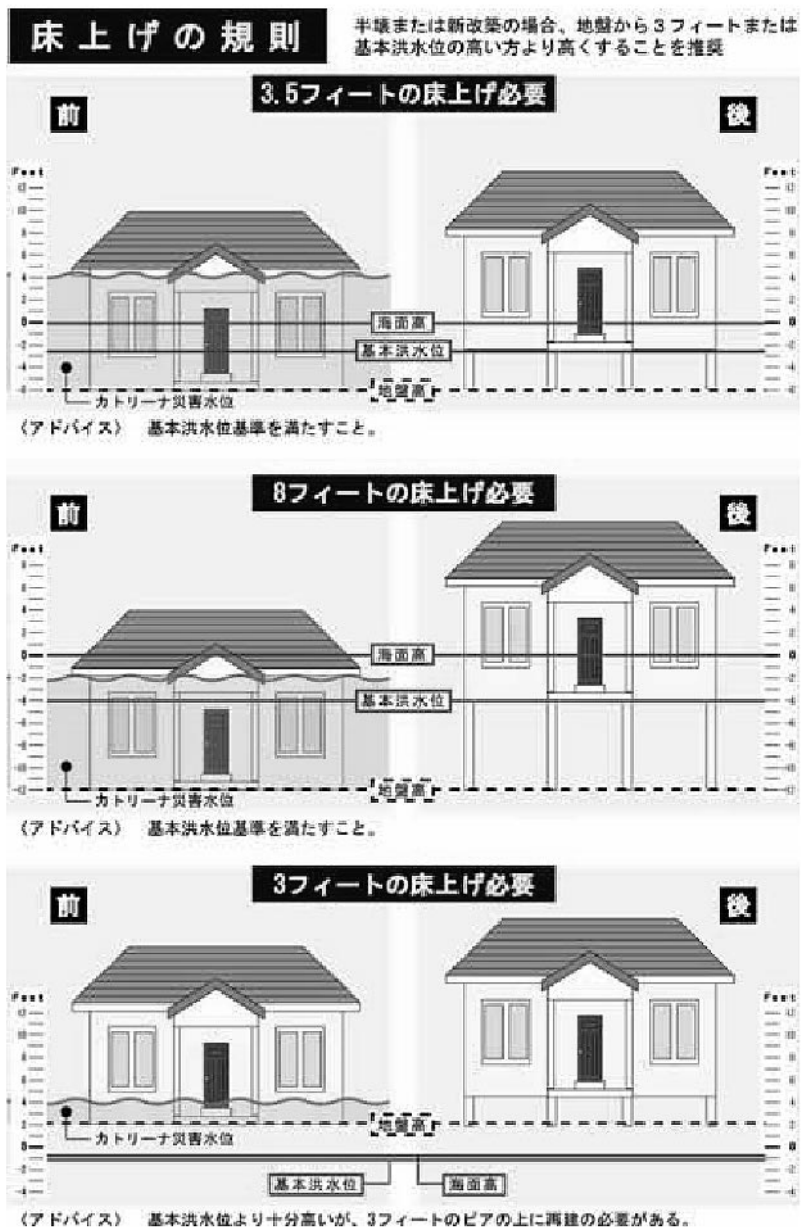 床上げの規則
半壊または新改築の場合、地盤から3フィートまたは
基本洪水位の高い方より高くすることを推奨
3.5フィートの床上げ必要
前
後
Feet
Feet
海面高
基本洪水位
地盤高
カトリーナ災害水位
〈アドバイス〉 基本洪水位基準を満たすこと。
8フィートの床上げ必要
前
後
Feet
Feet
海面高
基本洪水位
地盤高
カトリーナ災害水位
〈アドバイス〉 基本洪水位基準を満たすこと。
3フィートの床上げ必要
前
後
Feet
Feet
地盤高
カトリーナ災害水位
基本洪水位
海面高
〈アドバイス〉 基本洪水位より十分高いが、3フィートのピアの上に再建の必要がある。